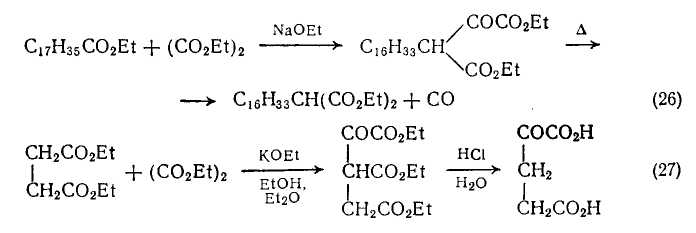 COCO₂Et
C₁₇H₃₅CO₂Et + (CO₂Et)₂ NaOEt → C₁₆H₃₃CH Δ →
CO₂Et
→ C₁₆H₃₃CH(CO₂Et)₂ + CO (26)
COCO₂Et COCO₂H
CH₂CO₂Et KOEt HCl
+ (CO₂Et)₂ → CHCO₂Et → CH₂ (27)
CH₂CO₂Et EtOH, H₂O
Et₂O
CH₂CO₂Et CH₂CO₂H